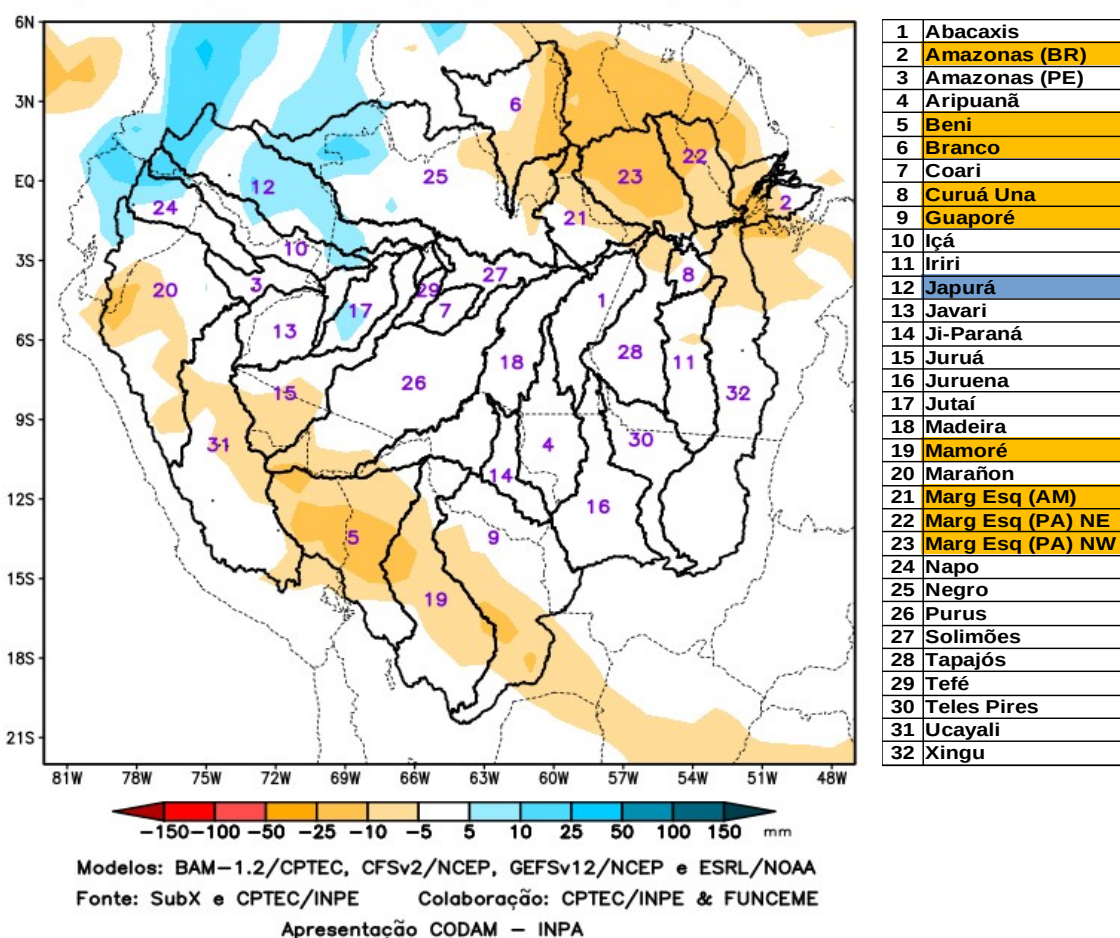 6N
3N
EQ
3S
6S
9S
12S
15S
18S
21S
81W 78W 75W 72W 69W 66W 63W 60W 57W 54W 51W 48W
6
22
23
25
12
24
2
21
10
27
8
3
20
29
1
17
7
13
28
18
11
26
15
32
30
31
4
14
16
5
9
19
-150 -100 -50 -25 -10 -5 5 10 25 50 100 150 mm
Modelos: BAM-1.2/CPTEC, CFSv2/NCEP, GEFSv12/NCEP e ESRL/NOAA
Fonte: SubX e CPTEC/INPE Colaboração: CPTEC/INPE & FUNCEME
Apresentação CODAM - INPA
1 Abacaxis
2 Amazonas (BR)
3 Amazonas (PE)
4 Aripuanã
5 Beni
6 Branco
7 Coari
8 Curuá Una
9 Guaporé
10 Içá
11 Iriri
12 Japurá
13 Javari
14 Ji-Paraná
15 Juruá
16 Juruena
17 Jutaí
18 Madeira
19 Mamoré
20 Marañon
21 Marg Esq (AM)
22 Marg Esq (PA) NE
23 Marg Esq (PA) NW
24 Napo
25 Negro
26 Purus
27 Solimões
28 Tapajós
29 Tefé
30 Teles Pires
31 Ucayali
32 Xingu